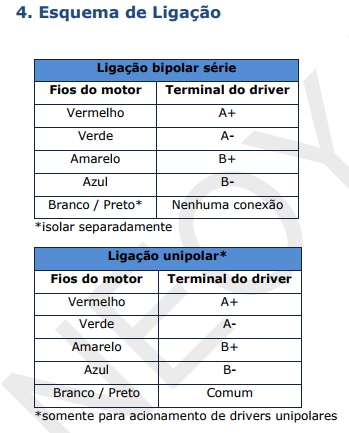 4. Esquema de Ligação
Ligação bipolar série
Fios do motor Terminal do driver
Vermelho A+
Verde A-
Amarelo B+
Azul B-
Branco / Preto* Nenhuma conexão
*isolar separadamente
Ligação unipolar*
Fios do motor Terminal do driver
Vermelho A+
Verde A-
Amarelo B+
Azul B-
Branco / Preto Comum
*somente para acionamento de drivers unipolares